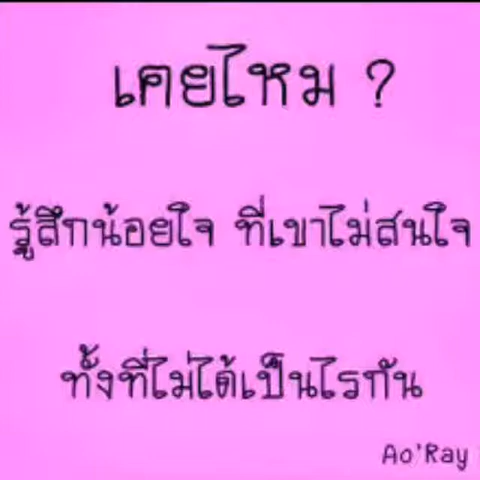 เคยไหม ?
รู้สึกน้อยใจ ที่เขาไม่สนใจ
ทั้งที่ไม่ได้เป็นไรกัน
Ao'Ray